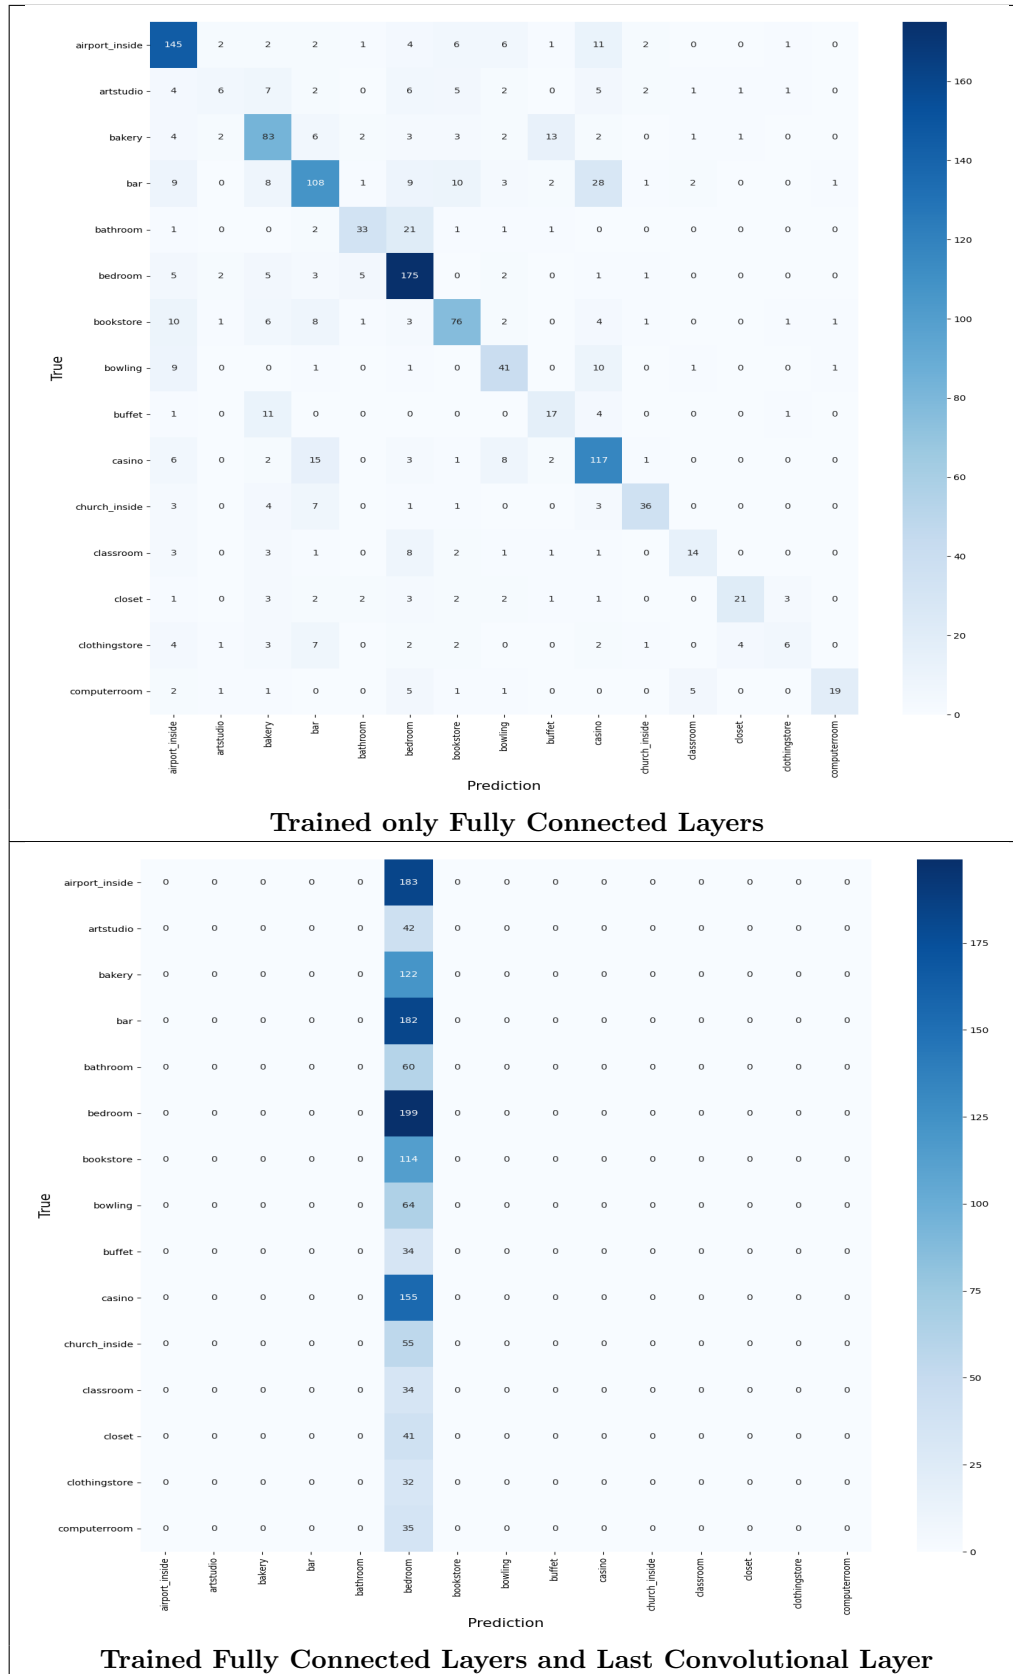 airport_inside 145 2 2 2 1 4 6 6 1 11 2 0 0 1 0
artstudio 4 6 7 2 0 6 5 2 0 5 2 1 1 1 0
bakery 4 2 83 6 2 3 3 2 13 2 0 1 1 0 0
bar 9 0 8 108 1 9 10 3 2 28 1 2 0 0 1
bathroom 1 0 0 2 33 21 1 1 1 0 0 0 0 0 0
bedroom 5 2 5 3 5 175 0 2 0 1 1 0 0 0 0
bookstore 10 1 6 8 1 3 76 2 0 4 1 0 0 1 1
bowling 9 0 0 1 0 1 0 41 0 10 0 1 0 0 1
buffet 1 0 11 0 0 0 0 0 17 4 0 0 0 1 0
casino 6 0 2 15 0 3 1 8 2 117 1 0 0 0 0
church_inside 3 0 4 7 0 1 1 0 0 3 36 0 0 0 0
classroom 3 0 3 1 0 8 2 1 1 1 0 14 0 0 0
closet 1 0 3 2 2 3 2 2 1 1 0 0 21 3 0
clothingstore 4 1 3 7 0 2 2 0 0 2 1 0 4 6 0
computerroom 2 1 1 0 0 5 1 1 0 0 0 5 0 0 19
True
airport_inside artstudio bakery bar bathroom bedroom bookstore bowling buffet casino church_inside classroom closet clothingstore computerroom
Prediction
160
140
120
100
80
60
40
20
0
Trained only Fully Connected Layers
airport_inside 0 0 0 0 0 183 0 0 0 0 0 0 0 0 0
artstudio 0 0 0 0 0 42 0 0 0 0 0 0 0 0 0
bakery 0 0 0 0 0 122 0 0 0 0 0 0 0 0 0
bar 0 0 0 0 0 182 0 0 0 0 0 0 0 0 0
bathroom 0 0 0 0 0 60 0 0 0 0 0 0 0 0 0
bedroom 0 0 0 0 0 199 0 0 0 0 0 0 0 0 0
bookstore 0 0 0 0 0 114 0 0 0 0 0 0 0 0 0
bowling 0 0 0 0 0 64 0 0 0 0 0 0 0 0 0
buffet 0 0 0 0 0 34 0 0 0 0 0 0 0 0 0
casino 0 0 0 0 0 155 0 0 0 0 0 0 0 0 0
church_inside 0 0 0 0 0 55 0 0 0 0 0 0 0 0 0
classroom 0 0 0 0 0 34 0 0 0 0 0 0 0 0 0
closet 0 0 0 0 0 41 0 0 0 0 0 0 0 0 0
clothingstore 0 0 0 0 0 32 0 0 0 0 0 0 0 0 0
computerroom 0 0 0 0 0 35 0 0 0 0 0 0 0 0 0
True
airport_inside artstudio bakery bar bathroom bedroom bookstore bowling buffet casino church_inside classroom closet clothingstore computerroom
Prediction
175
150
125
100
75
50
25
0
Trained Fully Connected Layers and Last Convolutional Layer